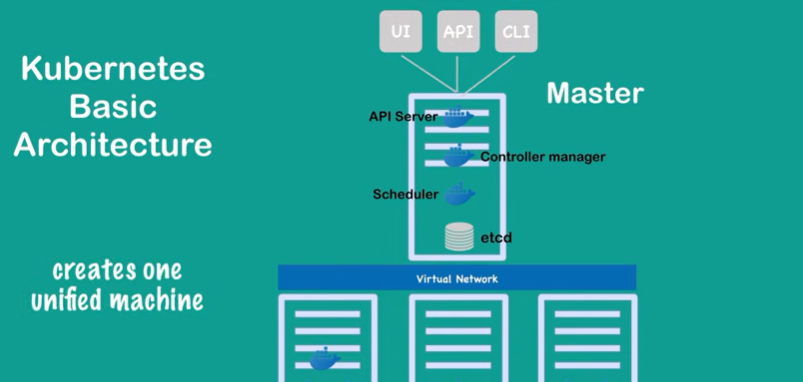 UI
API
CLI
Kubernetes
Basic
Architecture
Master
API Server
Controller manager
Scheduler
etcd
creates one
unified machine
Virtual Network